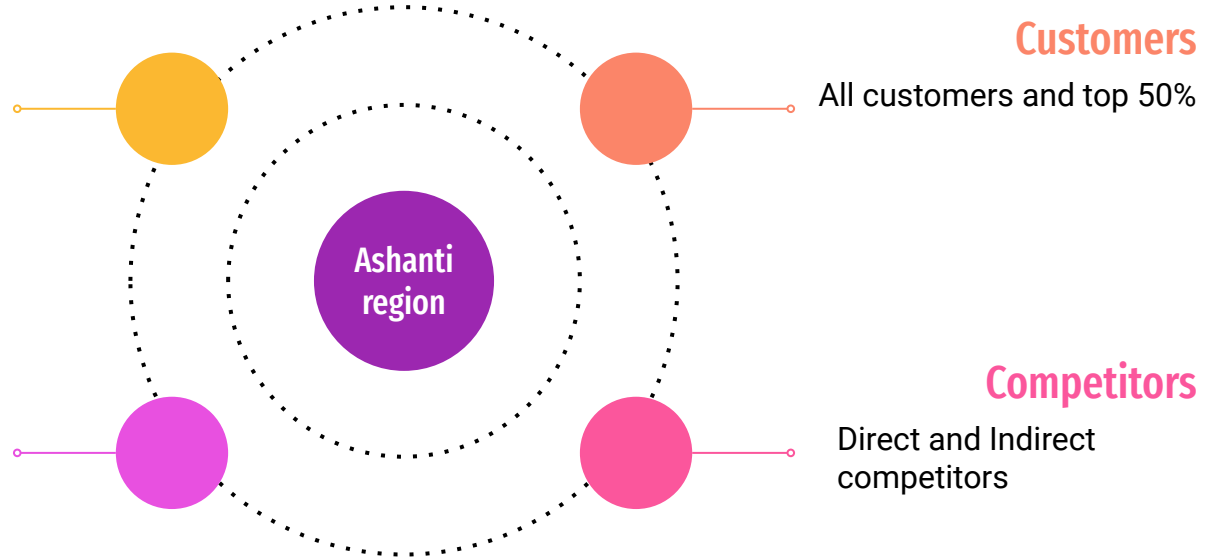 Customers
All customers and top 50%
Ashanti
region
Competitors
Direct and Indirect
competitors